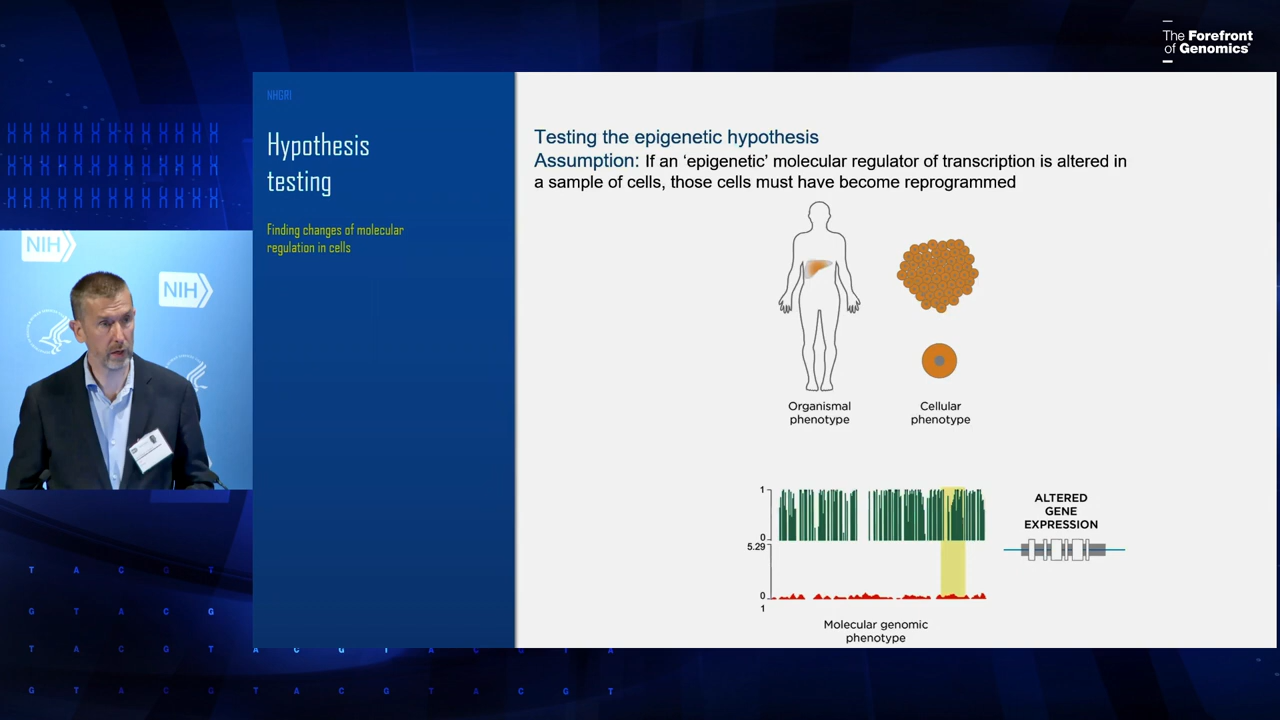 The Forefront
of Genomics®
NHGRI
Hypothesis
testing
Finding changes of molecular
regulation in cells
Testing the epigenetic hypothesis
Assumption: If an ‘epigenetic’ molecular regulator of transcription is altered in
a sample of cells, those cells must have become reprogrammed
Organismal
phenotype
Cellular
phenotype
1
0
5.29
0
1
ALTERED
GENE
EXPRESSION
Molecular genomic
phenotype
NIH
NIH
T A C G T
G T A C G
T A C G T A C G T A C G T A
G T A C G T A C G T A C G T